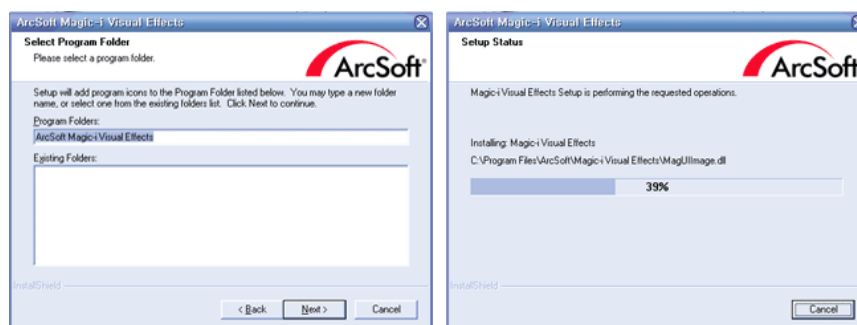 ArcSoft Magic-i Visual Effects
Select Program Folder
Please select a program folder.
ArcSoft®
Setup will add program icons to the Program Folder listed below. You may type a new folder
name, or select one from the existing folders list. Click Next to continue.
Program Folders:
ArcSoft Magic-i Visual Effects
Existing Folders:
InstallShield
< Back
Next >
Cancel
ArcSoft Magic-i Visual Effects
Setup Status
ArcSoft
Magic-i Visual Effects Setup is performing the requested operations.
Installing: Magic-i Visual Effects
C:\Program Files\ArcSoft\Magic-i Visual Effects\MagUIImage.dll
39%
InstallShield
Cancel